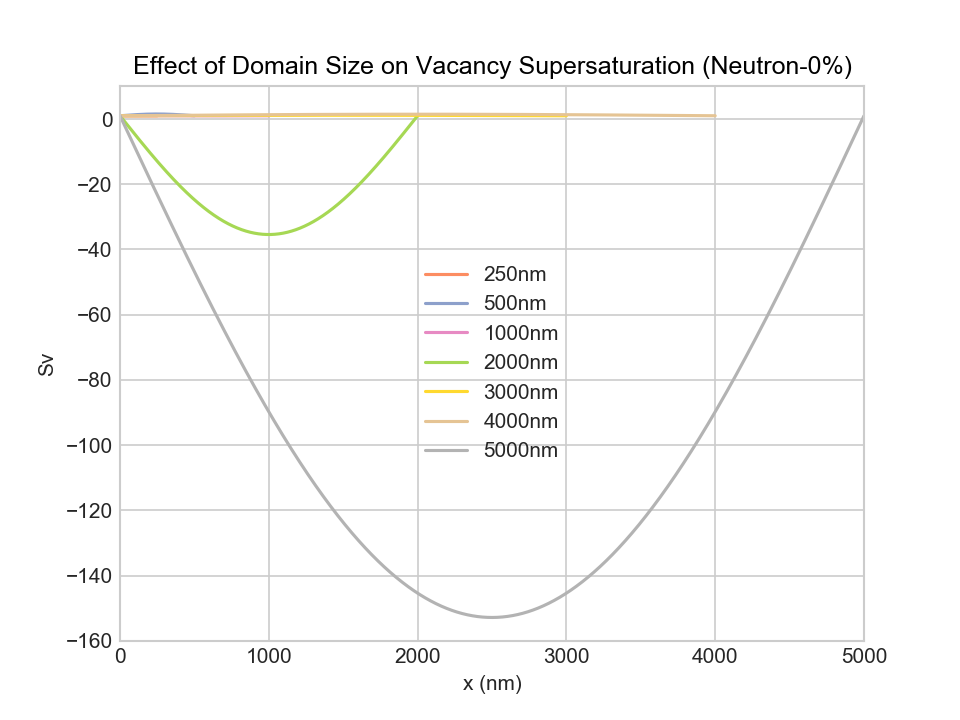 Effect of Domain Size on Vacancy Supersaturation (Neutron-0%)
0
−20
−40
−60
−80
−100
−120
−140
−160
Sv
250nm
500nm
1000nm
2000nm
3000nm
4000nm
5000nm
0 1000 2000 3000 4000 5000
x (nm)